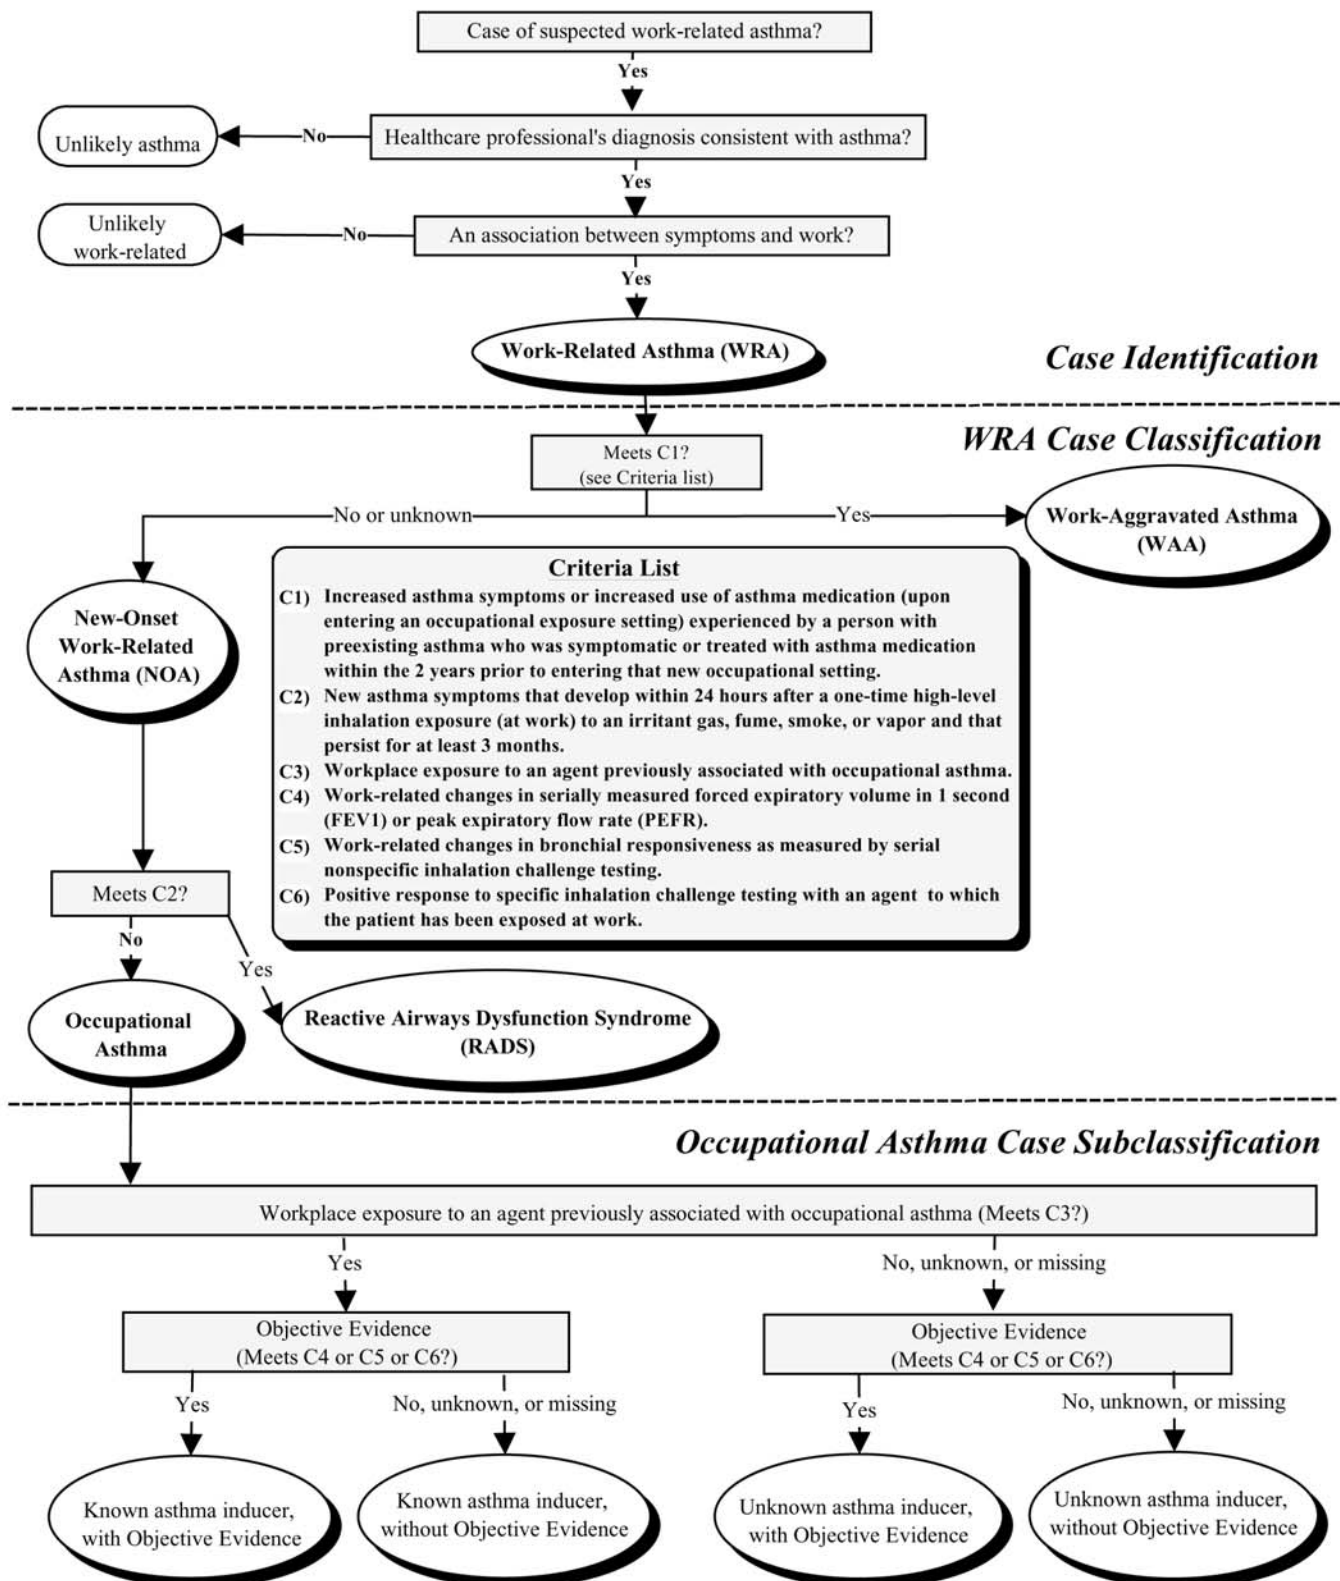 Case of suspected work-related asthma?
Yes
Healthcare professional's diagnosis consistent with asthma?
No
Unlikely asthma
Yes
An association between symptoms and work?
No
Unlikely
work-related
Yes
Work-Related Asthma (WRA)
Case Identification
WRA Case Classification
Meets C1?
(see Criteria list)
No or unknown
Yes
Work-Aggravated Asthma
(WAA)
New-Onset
Work-Related
Asthma (NOA)
Criteria List
C1) Increased asthma symptoms or increased use of asthma medication (upon
entering an occupational exposure setting) experienced by a person with
preexisting asthma who was symptomatic or treated with asthma medication
within the 2 years prior to entering that new occupational setting.
C2) New asthma symptoms that develop within 24 hours after a one-time high-level
inhalation exposure (at work) to an irritant gas, fume, smoke, or vapor and that
persist for at least 3 months.
C3) Workplace exposure to an agent previously associated with occupational asthma.
C4) Work-related changes in serially measured forced expiratory volume in 1 second
(FEV1) or peak expiratory flow rate (PEFR).
C5) Work-related changes in bronchial responsiveness as measured by serial
nonspecific inhalation challenge testing.
C6) Positive response to specific inhalation challenge testing with an agent to which
the patient has been exposed at work.
Meets C2?
No
Yes
Occupational
Asthma
Reactive Airways Dysfunction Syndrome
(RADS)
Occupational Asthma Case Subclassification
Workplace exposure to an agent previously associated with occupational asthma (Meets C3?)
Yes
No, unknown, or missing
Objective Evidence
(Meets C4 or C5 or C6?)
Objective Evidence
(Meets C4 or C5 or C6?)
Yes
No, unknown, or missing
Yes
No, unknown, or missing
Known asthma inducer,
with Objective Evidence
Known asthma inducer,
without Objective Evidence
Unknown asthma inducer,
with Objective Evidence
Unknown asthma inducer,
without Objective Evidence